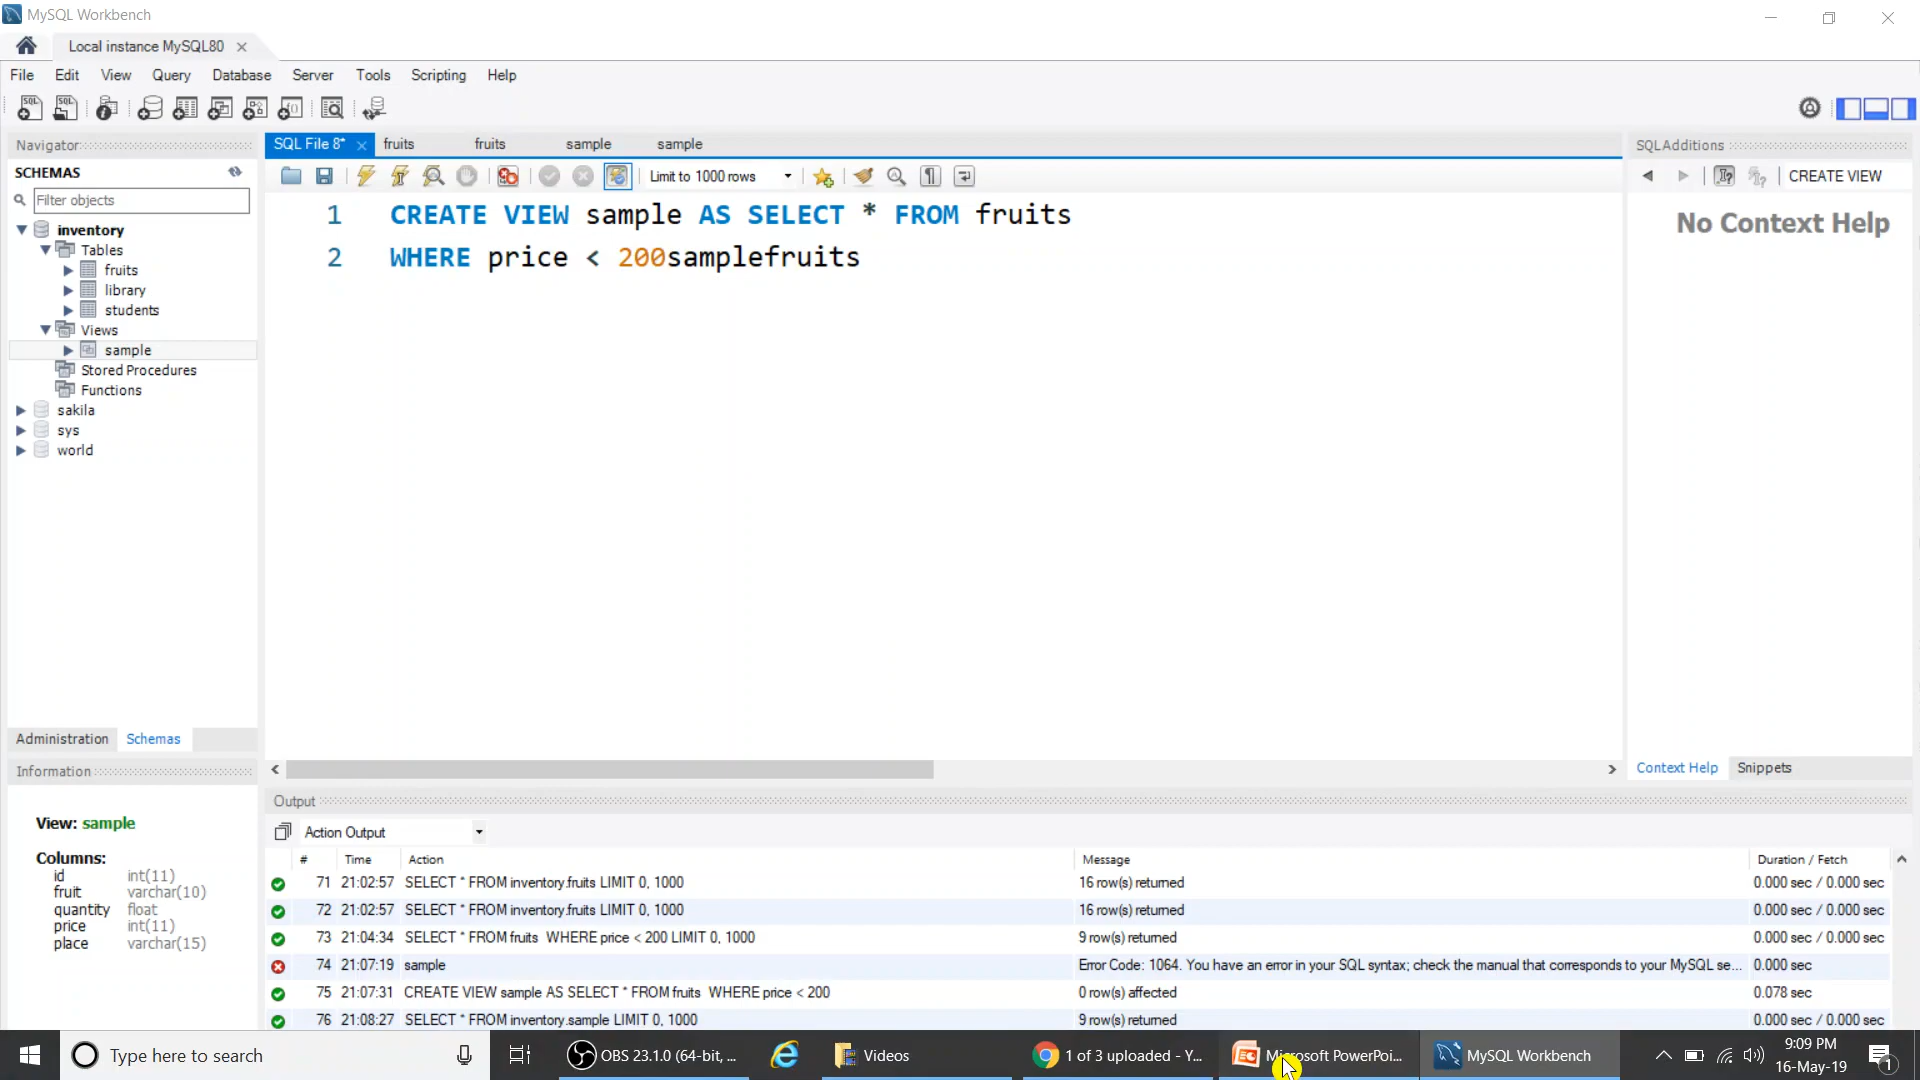 MySQL Workbench
Local instance MySQL80
File Edit View Query Database Server Tools Scripting Help
Navigator
SCHEMAS
Filter objects
inventory
Tables
fruits
library
students
Views
sample
Stored Procedures
Functions
sakila
sys
world
Administration Schemas
Information
View: sample
Columns:
id int(11)
fruit varchar(10)
quantity float
price int(11)
place varchar(15)
SQL File 8* fruits fruits sample sample
Limit to 1000 rows
1 CREATE VIEW sample AS SELECT * FROM fruits
2 WHERE price < 200samplefruits
SQLAdditions
CREATE VIEW
No Context Help
Context Help Snippets
Output
Action Output
# Time Action Message Duration / Fetch
71 21:02:57 SELECT * FROM inventory.fruits LIMIT 0, 1000 16 row(s) returned 0.000 sec / 0.000 sec
72 21:02:57 SELECT * FROM inventory.fruits LIMIT 0, 1000 16 row(s) returned 0.000 sec / 0.000 sec
73 21:04:34 SELECT * FROM fruits WHERE price < 200 LIMIT 0, 1000 9 row(s) returned 0.000 sec / 0.000 sec
74 21:07:19 sample Error Code: 1064. You have an error in your SQL syntax; check the manual that corresponds to your MySQL se... 0.000 sec
75 21:07:31 CREATE VIEW sample AS SELECT * FROM fruits WHERE price < 200 0 row(s) affected 0.078 sec
76 21:08:27 SELECT * FROM inventory.sample LIMIT 0, 1000 9 row(s) returned 0.000 sec / 0.000 sec
Type here to search
OBS 23.1.0 (64-bit, ...
Videos
1 of 3 uploaded - Y...
Microsoft PowerPoi...
MySQL Workbench
9:09 PM
16-May-19
1